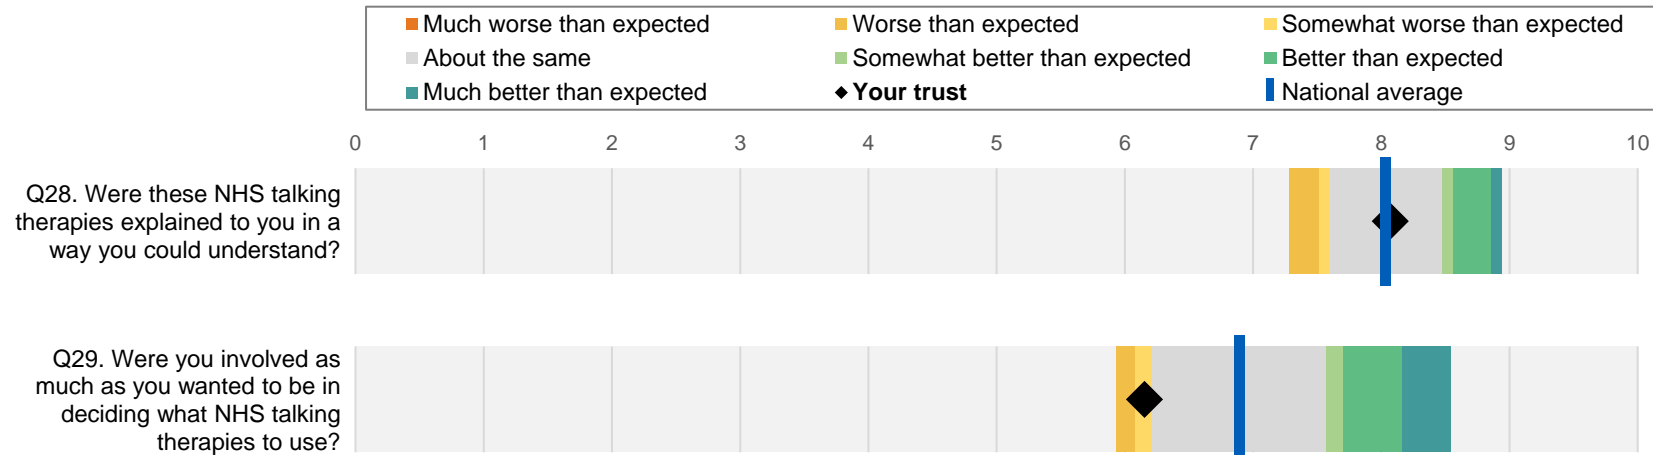 Much worse than expected Worse than expected Somewhat worse than expected
About the same Somewhat better than expected Better than expected
Much better than expected Your trust National average
0 1 2 3 4 5 6 7 8 9 10
Q28. Were these NHS talking
therapies explained to you in a
way you could understand?
Q29. Were you involved as
much as you wanted to be in
deciding what NHS talking
therapies to use?